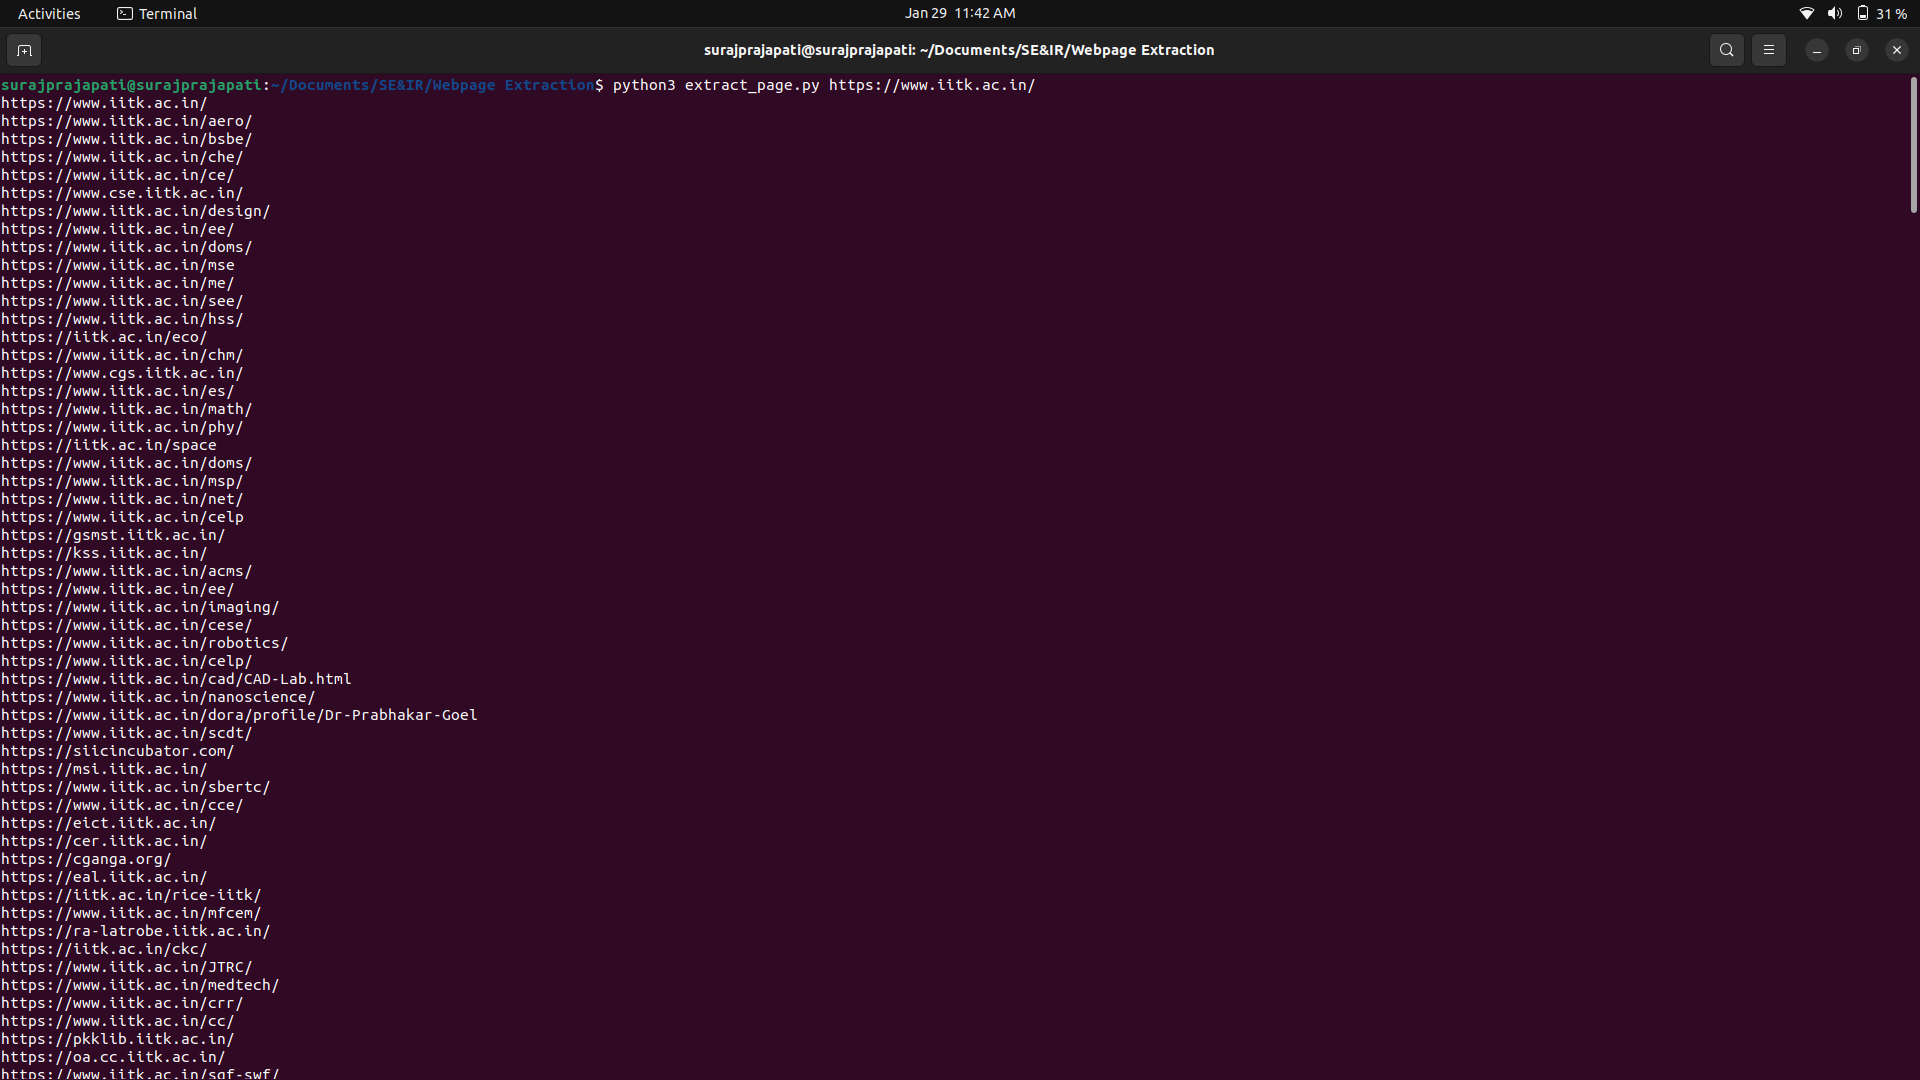 Activities Terminal Jan 29 11:42 AM 31 %
surajprajapati@surajprajapati: ~/Documents/SE&IR/Webpage Extraction
surajprajapati@surajprajapati:~/Documents/SE&IR/Webpage Extraction$ python3 extract_page.py https://www.iitk.ac.in/
https://www.iitk.ac.in/
https://www.iitk.ac.in/aero/
https://www.iitk.ac.in/bsbe/
https://www.iitk.ac.in/che/
https://www.iitk.ac.in/ce/
https://www.cse.iitk.ac.in/
https://www.iitk.ac.in/design/
https://www.iitk.ac.in/ee/
https://www.iitk.ac.in/doms/
https://www.iitk.ac.in/mse
https://www.iitk.ac.in/me/
https://www.iitk.ac.in/see/
https://www.iitk.ac.in/hss/
https://iitk.ac.in/eco/
https://www.iitk.ac.in/chm/
https://www.cgs.iitk.ac.in/
https://www.iitk.ac.in/es/
https://www.iitk.ac.in/math/
https://www.iitk.ac.in/phy/
https://iitk.ac.in/space
https://www.iitk.ac.in/doms/
https://www.iitk.ac.in/msp/
https://www.iitk.ac.in/net/
https://www.iitk.ac.in/celp
https://gsmst.iitk.ac.in/
https://kss.iitk.ac.in/
https://www.iitk.ac.in/acms/
https://www.iitk.ac.in/ee/
https://www.iitk.ac.in/imaging/
https://www.iitk.ac.in/cese/
https://www.iitk.ac.in/robotics/
https://www.iitk.ac.in/celp/
https://www.iitk.ac.in/cad/CAD-Lab.html
https://www.iitk.ac.in/nanoscience/
https://www.iitk.ac.in/dora/profile/Dr-Prabhakar-Goel
https://www.iitk.ac.in/scdt/
https://siicincubator.com/
https://msi.iitk.ac.in/
https://www.iitk.ac.in/sbertc/
https://www.iitk.ac.in/cce/
https://eict.iitk.ac.in/
https://cer.iitk.ac.in/
https://cganga.org/
https://eal.iitk.ac.in/
https://iitk.ac.in/rice-iitk/
https://www.iitk.ac.in/mfcem/
https://ra-latrobe.iitk.ac.in/
https://iitk.ac.in/ckc/
https://www.iitk.ac.in/JTRC/
https://www.iitk.ac.in/medtech/
https://www.iitk.ac.in/crr/
https://www.iitk.ac.in/cc/
https://pkklib.iitk.ac.in/
https://oa.cc.iitk.ac.in/
https://www.iitk.ac.in/sgf-swf/